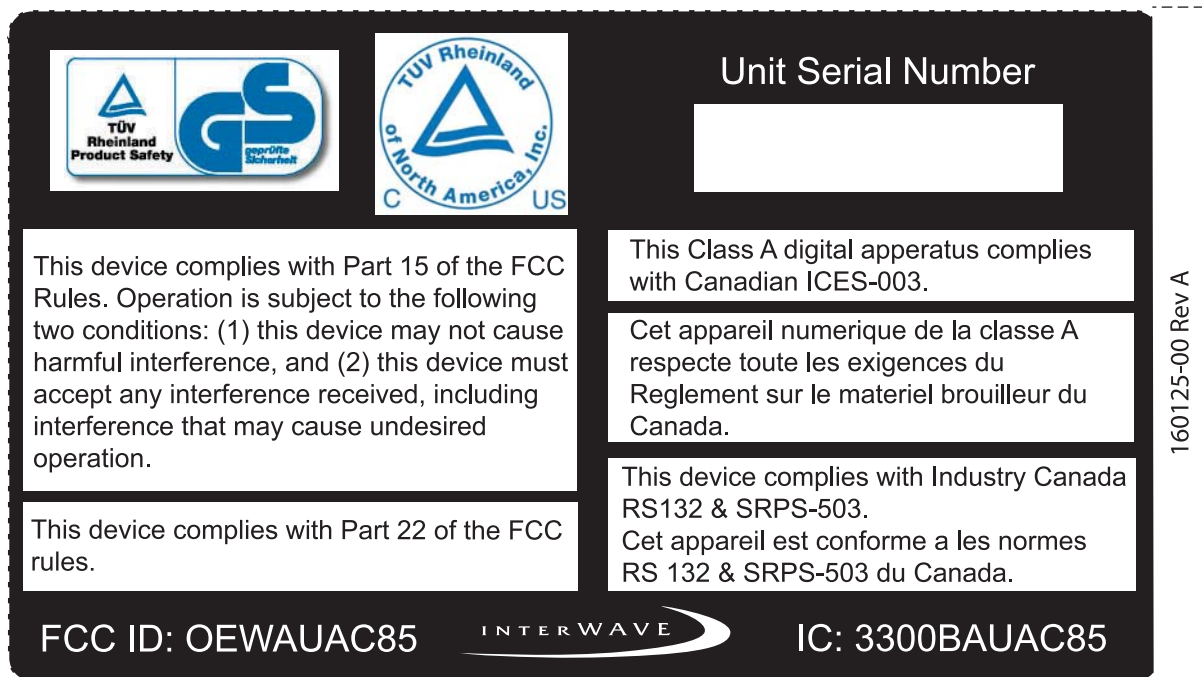 TÜV
Rheinland
Product Safety
GS
geprüfte
Sicherheit
TUV Rheinland
of North America, Inc.
C US
Unit Serial Number
This device complies with Part 15 of the FCC
Rules. Operation is subject to the following
two conditions: (1) this device may not cause
harmful interference, and (2) this device must
accept any interference received, including
interference that may cause undesired
operation.
This device complies with Part 22 of the FCC
rules.
This Class A digital apperatus complies
with Canadian ICES-003.
Cet appareil numerique de la classe A
respecte toute les exigences du
Reglement sur le materiel brouilleur du
Canada.
This device complies with Industry Canada
RS132 & SRPS-503.
Cet appareil est conforme a les normes
RS 132 & SRPS-503 du Canada.
FCC ID: OEWAUAC85
INTERWAVE
IC: 3300BAUAC85
160125-00 Rev A